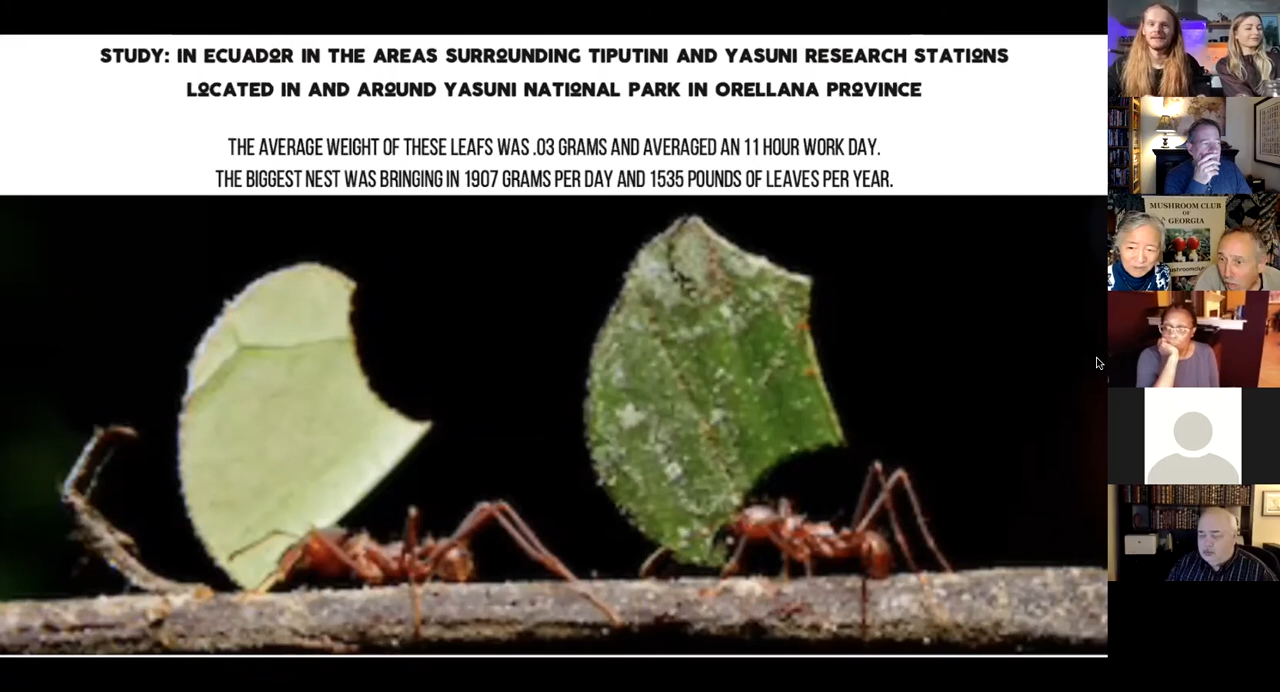 STUDY: IN ECUADOR IN THE AREAS SURROUNDING TIPUTINI AND YASUNI RESEARCH STATIONS
LOCATED IN AND AROUND YASUNI NATIONAL PARK IN ORELLANA PROVINCE
THE AVERAGE WEIGHT OF THESE LEAFS WAS .03 GRAMS AND AVERAGED AN 11 HOUR WORK DAY.
THE BIGGEST NEST WAS BRINGING IN 1907 GRAMS PER DAY AND 1535 POUNDS OF LEAVES PER YEAR.
MUSHROOM CLUB
OF
GEORGIA